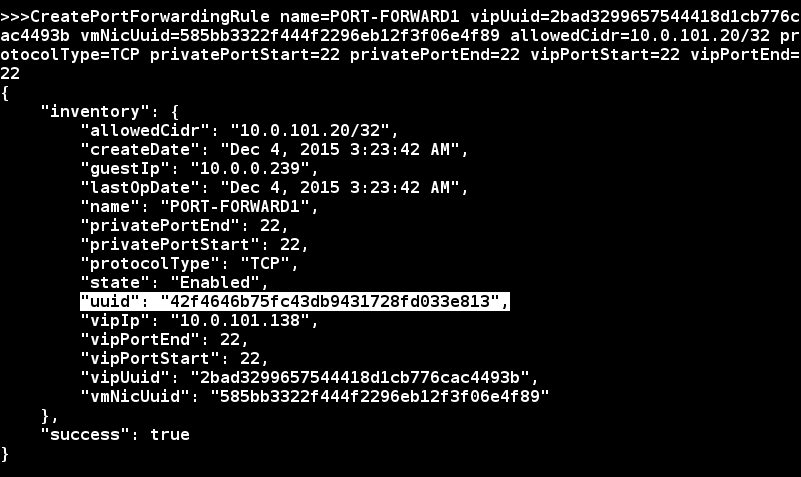 >>>CreatePortForwardingRule name=PORT-FORWARD1 vipUuid=2bad3299657544418d1cb776c
ac4493b vmNicUuid=585bb3322f444f2296eb12f3f06e4f89 allowedCidr=10.0.101.20/32 pr
otocolType=TCP privatePortStart=22 privatePortEnd=22 vipPortStart=22 vipPortEnd=
22
{
    "inventory": {
        "allowedCidr": "10.0.101.20/32",
        "createDate": "Dec 4, 2015 3:23:42 AM",
        "guestIp": "10.0.0.239",
        "lastOpDate": "Dec 4, 2015 3:23:42 AM",
        "name": "PORT-FORWARD1",
        "privatePortEnd": 22,
        "privatePortStart": 22,
        "protocolType": "TCP",
        "state": "Enabled",
        "uuid": "42f4646b75fc43db9431728fd033e813",
        "vipIp": "10.0.101.138",
        "vipPortEnd": 22,
        "vipPortStart": 22,
        "vipUuid": "2bad3299657544418d1cb776cac4493b",
        "vmNicUuid": "585bb3322f444f2296eb12f3f06e4f89"
    },
    "success": true
}